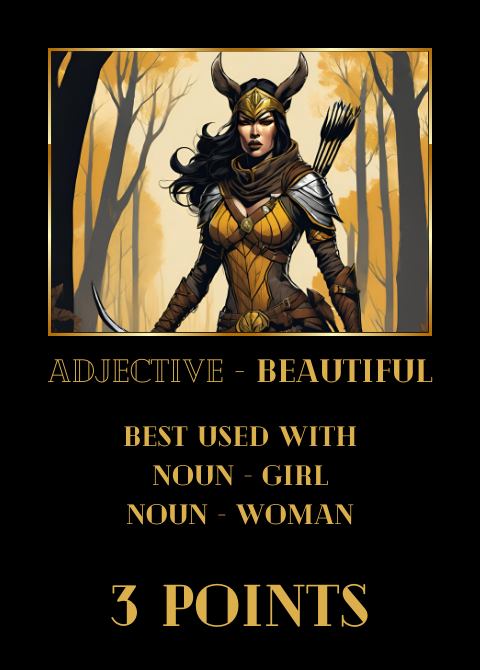 ADJECTIVE - BEAUTIFUL
BEST USED WITH
NOUN - GIRL
NOUN - WOMAN
3 POINTS